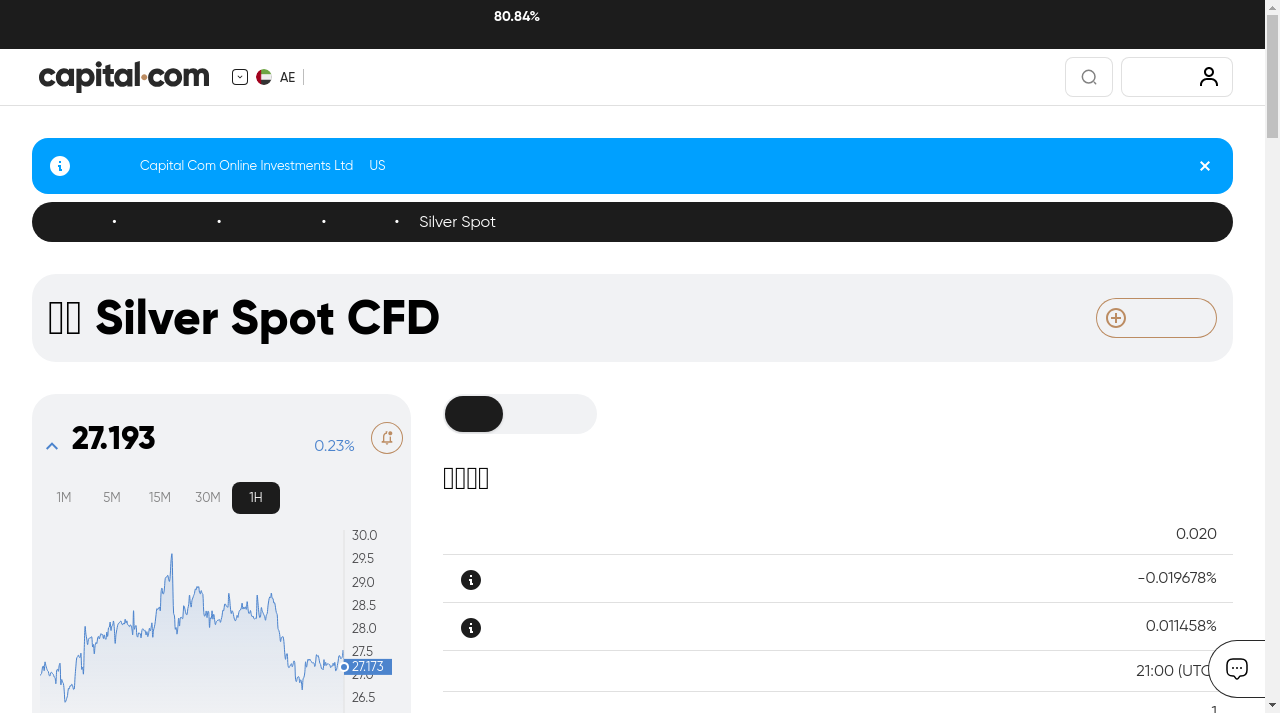 80.84%
capital.com
AE
Capital Com Online Investments Ltd US
Silver Spot
Silver Spot CFD
27.193
0.23%
1M 5M 15M 30M 1H
30.0
29.5
29.0
28.5
28.0
27.5
27.173
27.0
26.5
0.020
-0.019678%
0.011458%
21:00 (UTC
1